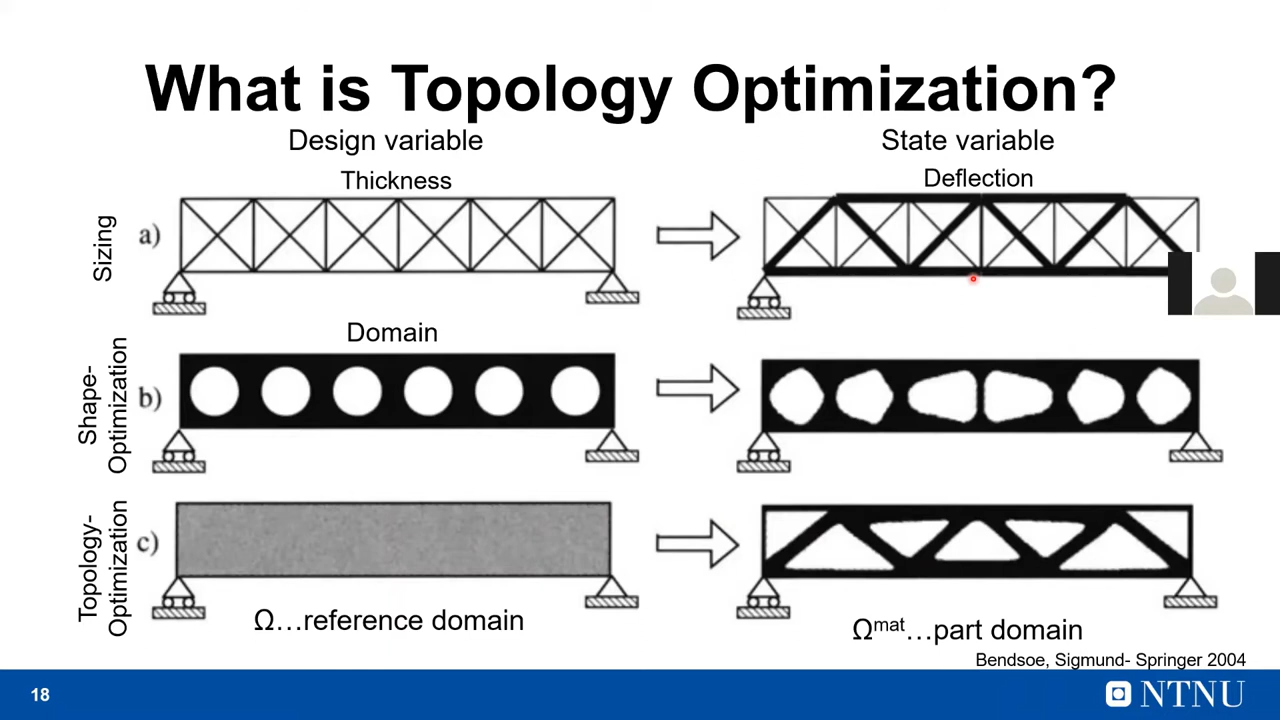 What is Topology Optimization?
Design variable
State variable
Thickness
Deflection
Sizing
a)
Domain
Shape-
Optimization
b)
Topology-
Optimization
c)
Ω…reference domain
Ωᵐᵃᵗ…part domain
Bendsoe, Sigmund- Springer 2004
18
NTNU